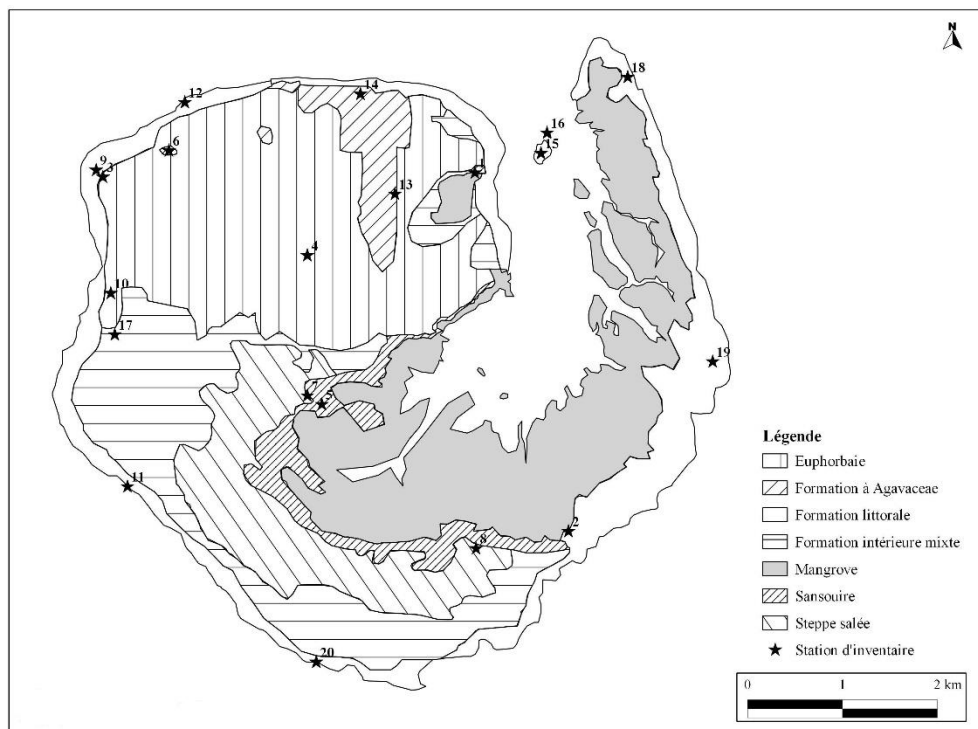 N
18
14
12
16
6
15
9
3
1
13
4
10
17
19
7
5
11
2
8
20
Légende
Euphorbaie
Formation à Agavaceae
Formation littorale
Formation intérieure mixte
Mangrove
Sansouire
Steppe salée
Station d'inventaire
0 1 2 km